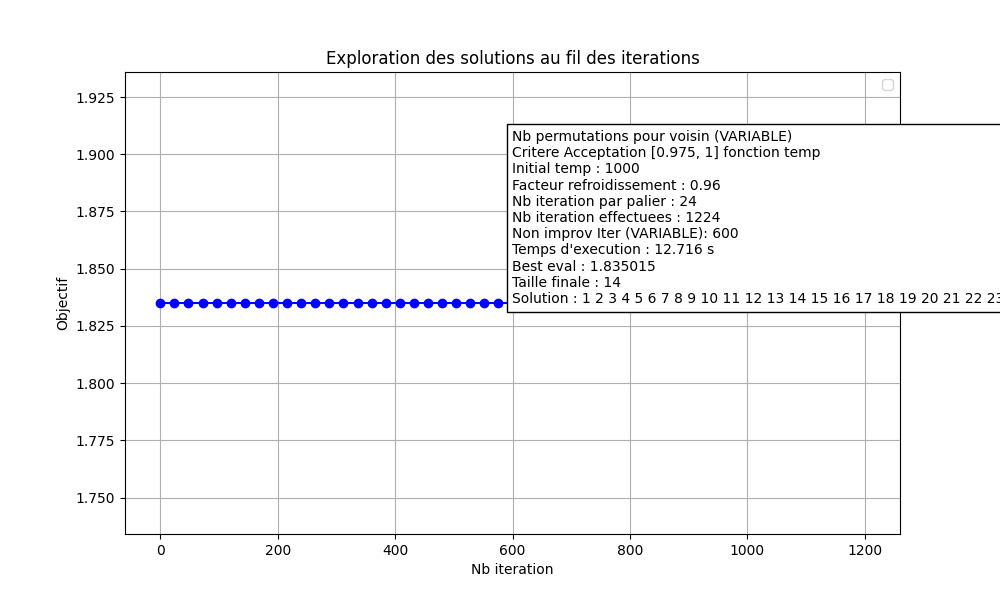 Exploration des solutions au fil des iterations
1.925
1.900
1.875
1.850
1.825
1.800
1.775
1.750
Objectif
Nb permutations pour voisin (VARIABLE)
Critere Acceptation [0.975, 1] fonction temp
Initial temp : 1000
Facteur refroidissement : 0.96
Nb iteration par palier : 24
Nb iteration effectuees : 1224
Non improv Iter (VARIABLE): 600
Temps d'execution : 12.716 s
Best eval : 1.835015
Taille finale : 14
Solution : 1 2 3 4 5 6 7 8 9 10 11 12 13 14 15 16 17 18 19 20 21 22 23
0 200 400 600 800 1000 1200
Nb iteration